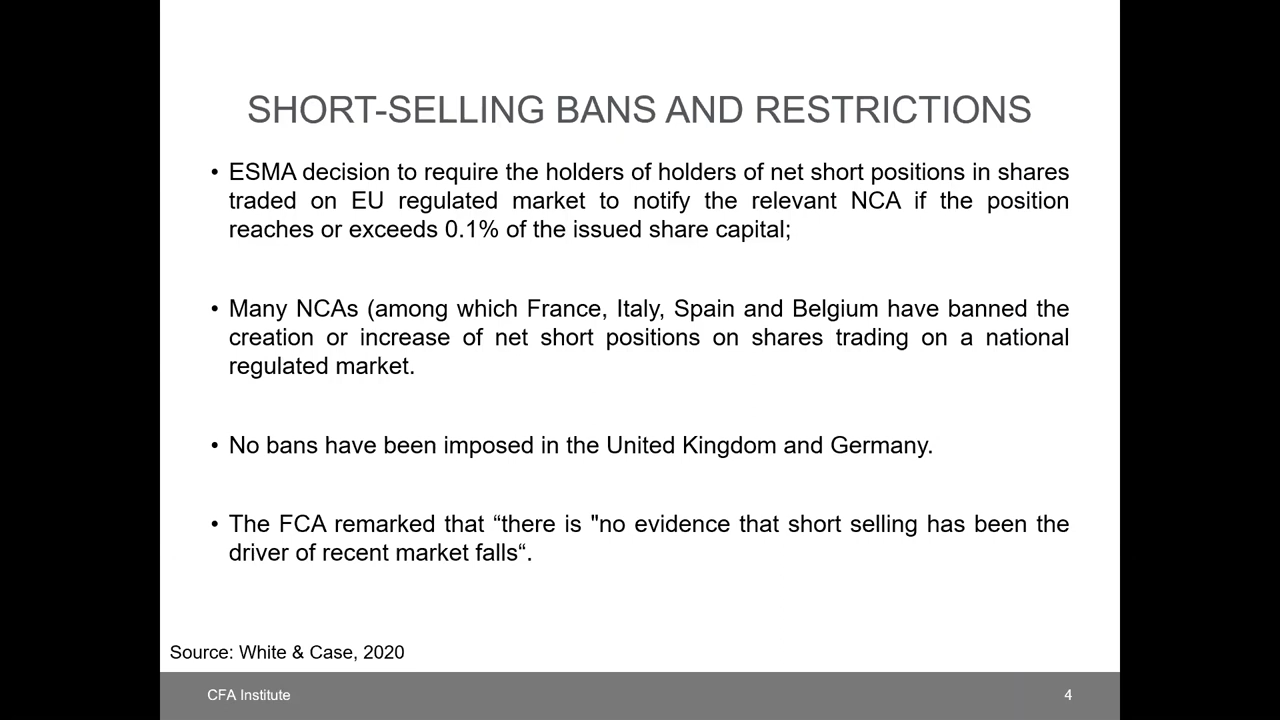 SHORT-SELLING BANS AND RESTRICTIONS
• ESMA decision to require the holders of holders of net short positions in shares
traded on EU regulated market to notify the relevant NCA if the position
reaches or exceeds 0.1% of the issued share capital;
• Many NCAs (among which France, Italy, Spain and Belgium have banned the
creation or increase of net short positions on shares trading on a national
regulated market.
• No bans have been imposed in the United Kingdom and Germany.
• The FCA remarked that “there is "no evidence that short selling has been the
driver of recent market falls“.
Source: White & Case, 2020
CFA Institute
4